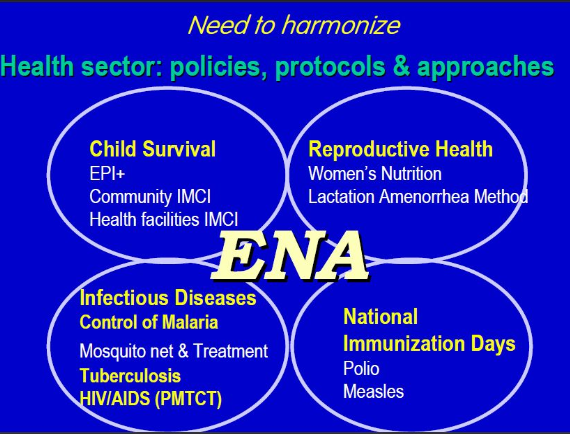 Need to harmonize
Health sector: policies, protocols & approaches
Child Survival
EPI+
Community IMCI
Health facilities IMCI
Reproductive Health
Women's Nutrition
Lactation Amenorrhea Method
ENA
Infectious Diseases
Control of Malaria
Mosquito net & Treatment
Tuberculosis
HIV/AIDS (PMTCT)
National
Immunization Days
Polio
Measles